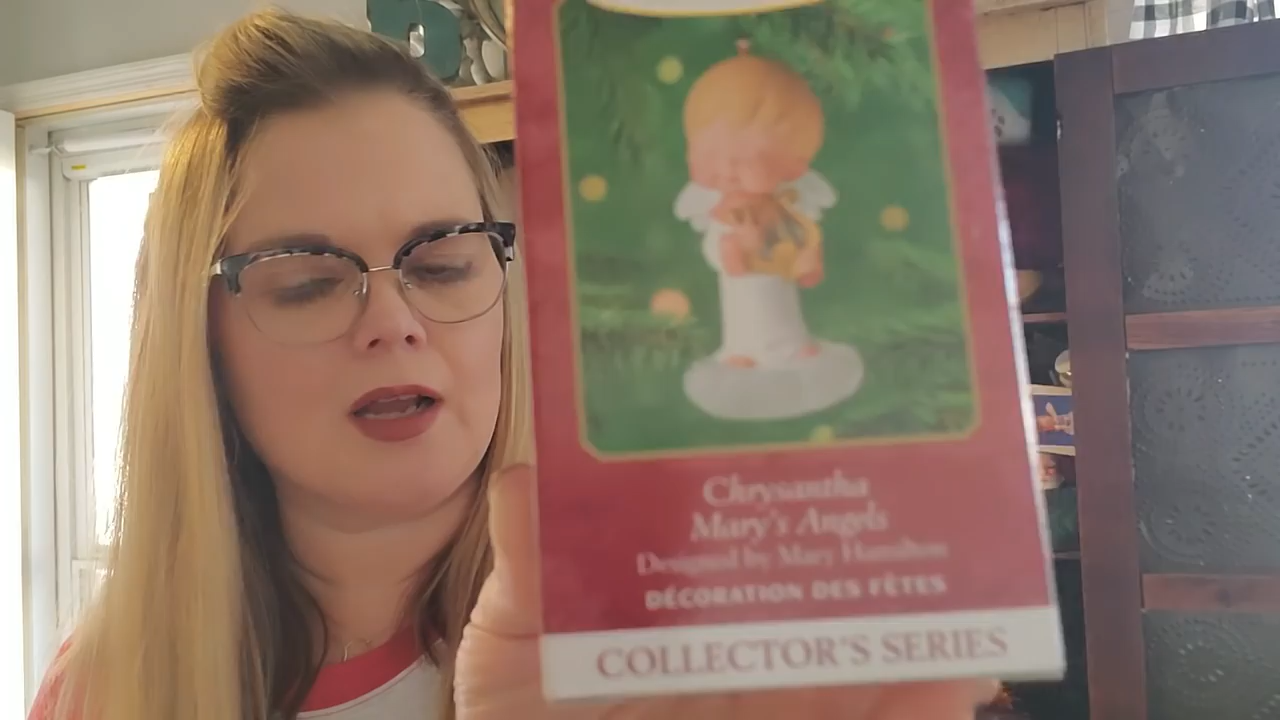 Chrysantha
Mary's Angels
Designed by Mary Hamilton
DÉCORATION DES FÊTES
COLLECTOR'S SERIES